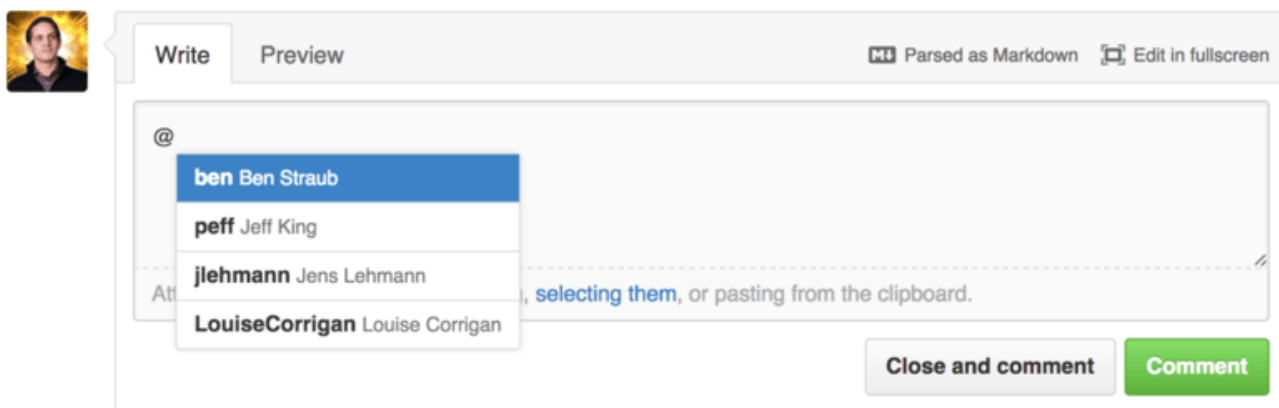 Write Preview Parsed as Markdown Edit in fullscreen
@
ben Ben Straub
peff Jeff King
jlehmann Jens Lehmann
selecting them, or pasting from the clipboard.
LouiseCorrigan Louise Corrigan
Close and comment Comment